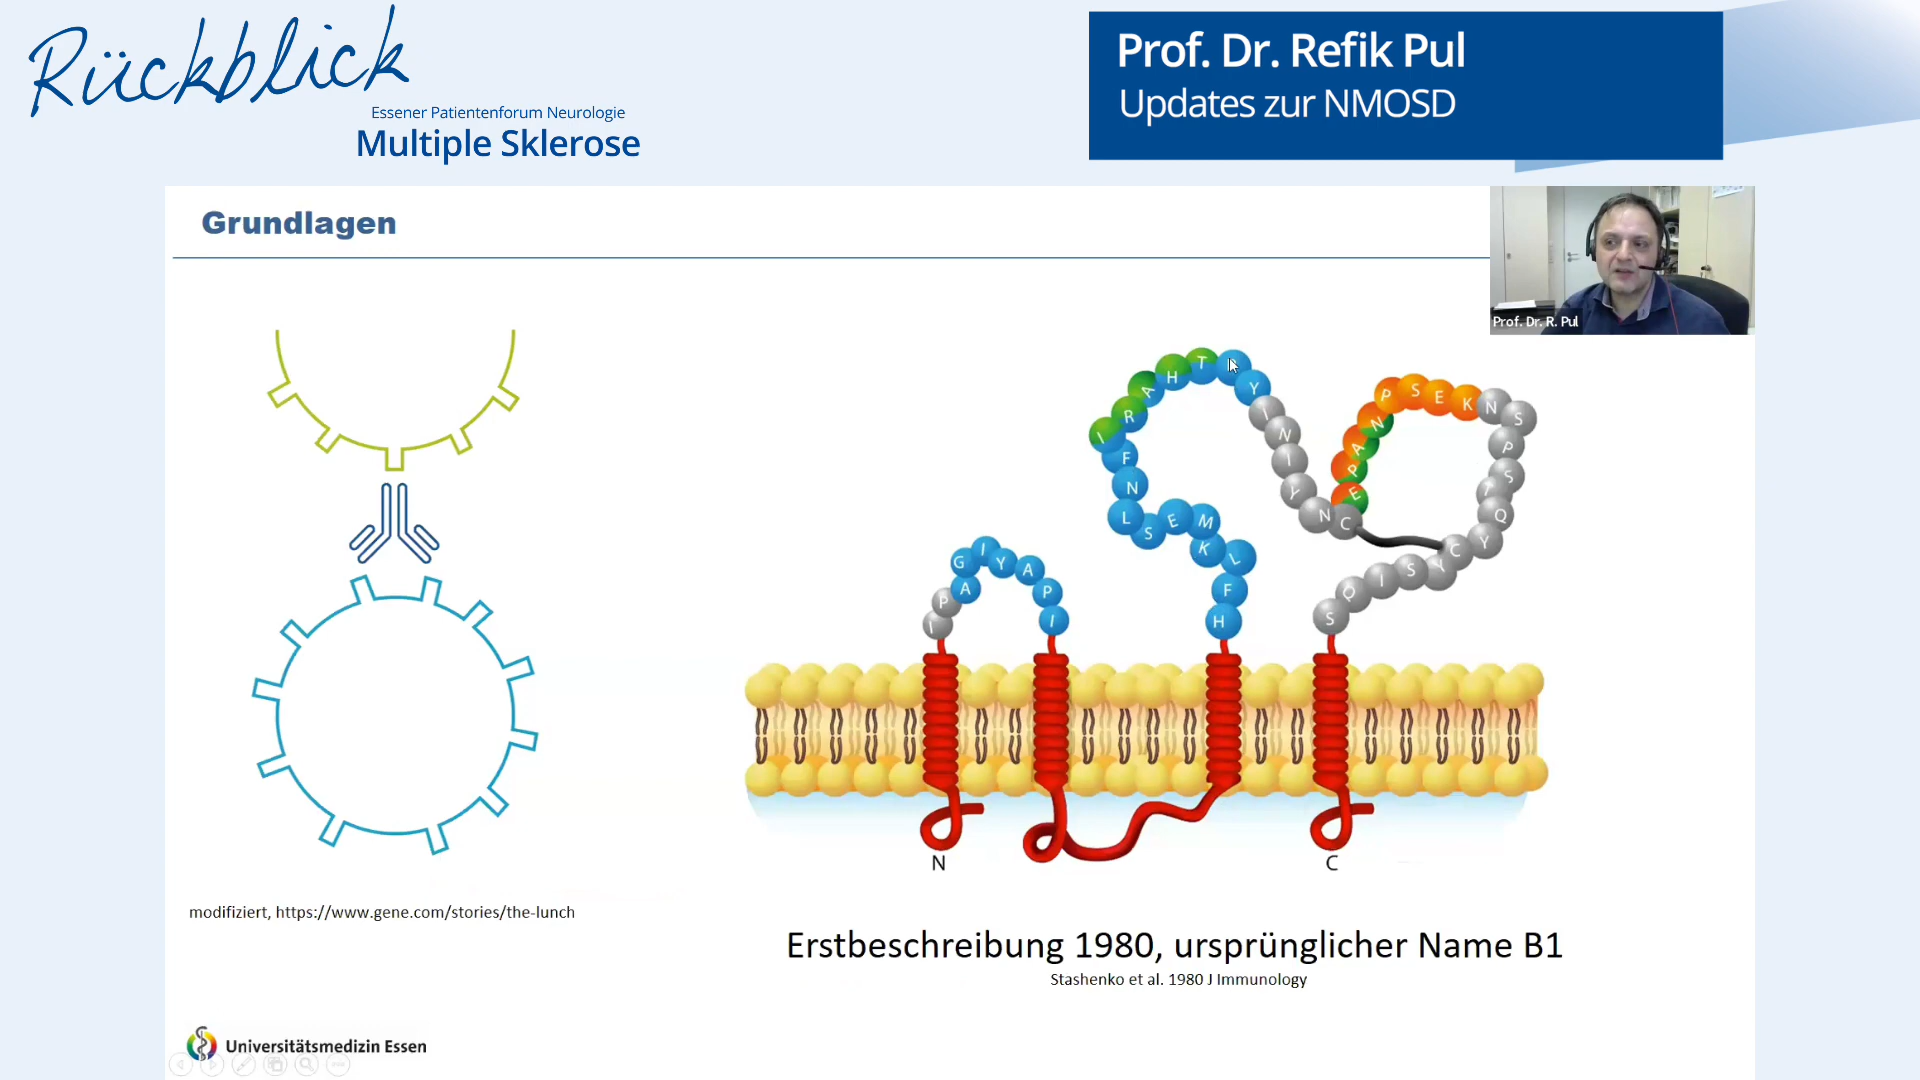 Rückblick
Essener Patientenforum Neurologie
Multiple Sklerose
Prof. Dr. Refik Pul
Updates zur NMOSD
Grundlagen
Prof. Dr. R. Pul
I P A G I Y A P I
H F L K M E S L N F I R A H T Y I N I Y N C
E P A N P S E K N S P S T Q Y C Y S I Q S
N
C
modifiziert, https://www.gene.com/stories/the-lunch
Erstbeschreibung 1980, ursprünglicher Name B1
Stashenko et al. 1980 J Immunology
Universitätsmedizin Essen